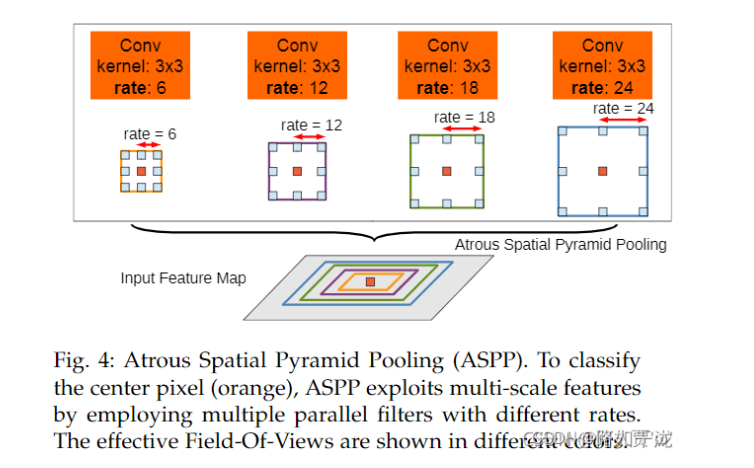 Conv Conv Conv Conv
kernel: 3x3 kernel: 3x3 kernel: 3x3 kernel: 3x3
rate: 6 rate: 12 rate: 18 rate: 24
rate = 6 rate = 12 rate = 18 rate = 24
Atrous Spatial Pyramid Pooling
Input Feature Map
Fig. 4: Atrous Spatial Pyramid Pooling (ASPP). To classify
the center pixel (orange), ASPP exploits multi-scale features
by employing multiple parallel filters with different rates.
The effective Field-Of-Views are shown in different colors.
CSDN